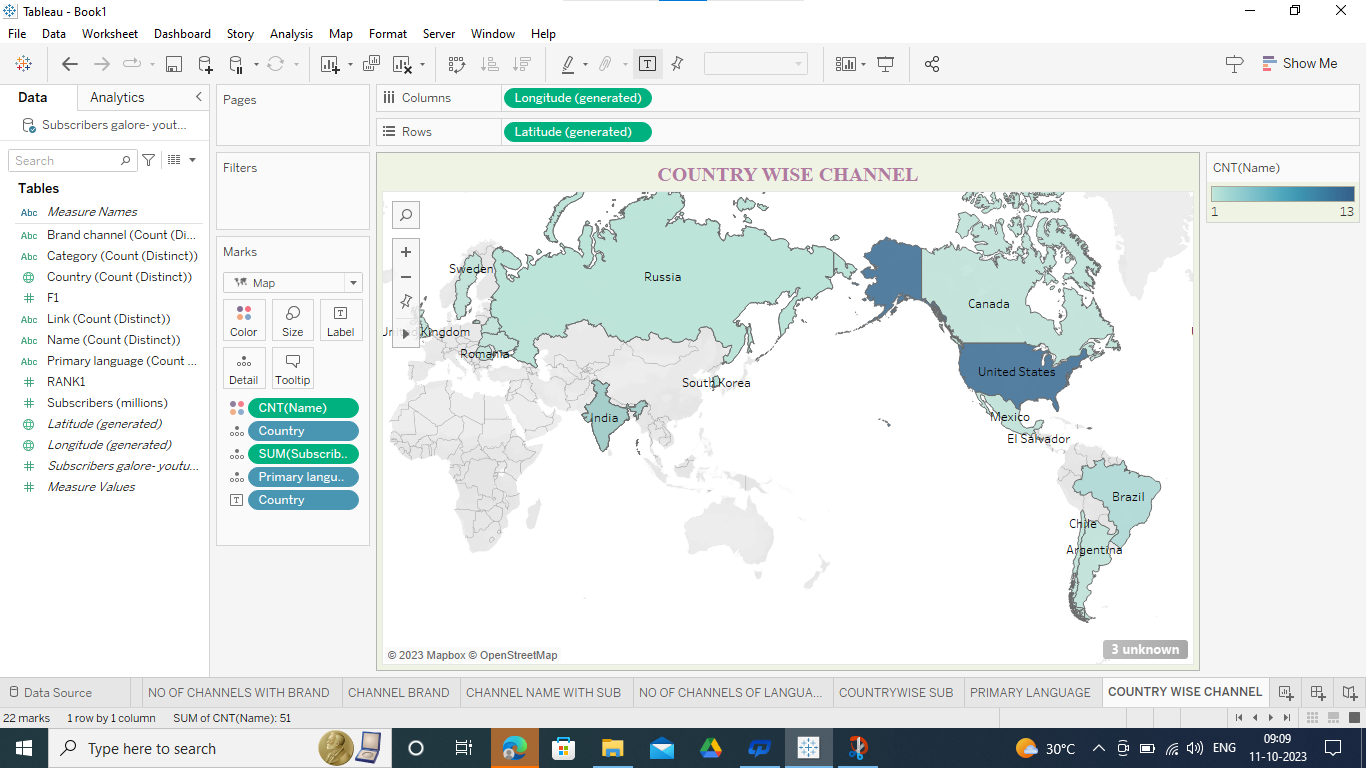 Tableau - Book1
File Data Worksheet Dashboard Story Analysis Map Format Server Window Help
Show Me
Data Analytics
Subscribers galore- yout...
Search
Tables
Abc Measure Names
Abc Brand channel (Count (Di...
Abc Category (Count (Distinct))
Country (Count (Distinct))
# F1
Abc Link (Count (Distinct))
Abc Name (Count (Distinct))
Abc Primary language (Count ...
# RANK1
# Subscribers (millions)
Latitude (generated)
Longitude (generated)
# Subscribers galore- youtu...
# Measure Values
Pages
Filters
Marks
Map
Color Size Label
Detail Tooltip
CNT(Name)
Country
SUM(Subscrib..
Primary langu..
Country
Columns Longitude (generated)
Rows Latitude (generated)
COUNTRY WISE CHANNEL
Sweden
Russia
Canada
Kingdom
Romania
South Korea
United States
India
Mexico
El Salvador
Brazil
Chile
Argentina
© 2023 Mapbox © OpenStreetMap
3 unknown
CNT(Name)
1 13
Data Source NO OF CHANNELS WITH BRAND CHANNEL BRAND CHANNEL NAME WITH SUB NO OF CHANNELS OF LANGUA... COUNTRYWISE SUB PRIMARY LANGUAGE COUNTRY WISE CHANNEL
22 marks 1 row by 1 column SUM of CNT(Name): 51
Type here to search
30°C
ENG
09:09
11-10-2023